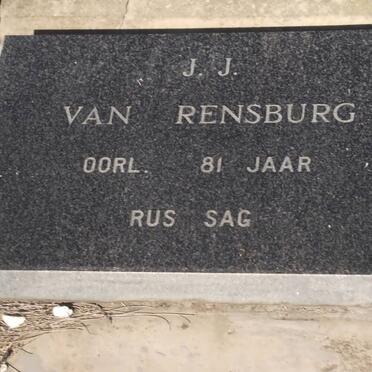 J. J.
VAN RENSBURG
OORL. 81 JAAR
RUS SAG